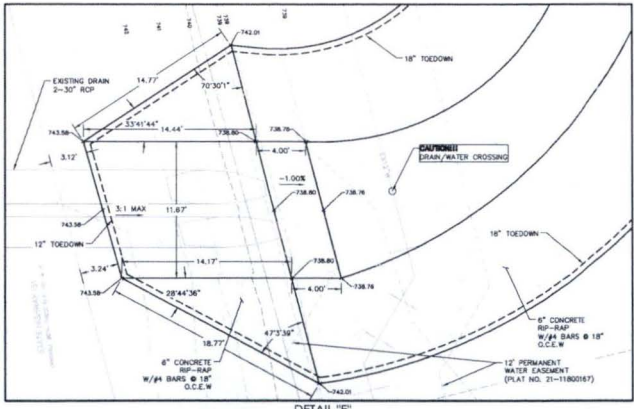 742.01
18" TOEDOWN
EXISTING DRAIN
2-30" RCP
14.77'
70°30'1"
33°41'44"
743.58
14.44'
738.80
738.76
4.00'
CAUTION!!!
DRAIN/WATER CROSSING
3.12'
-1.00%
3:1 MAX
11.67'
738.80
738.76
743.58
12" TOEDOWN
18" TOEDOWN
14.17'
738.80
3.24'
743.58
28°44'36"
4.00'
738.76
47°3'39"
18.77'
6" CONCRETE
RIP-RAP
W/#4 BARS @ 18"
O.C.E.W
6" CONCRETE
RIP-RAP
W/#4 BARS @ 18"
O.C.E.W
12' PERMANENT
WATER EASEMENT
(PLAT NO. 21-11800167)
742.01